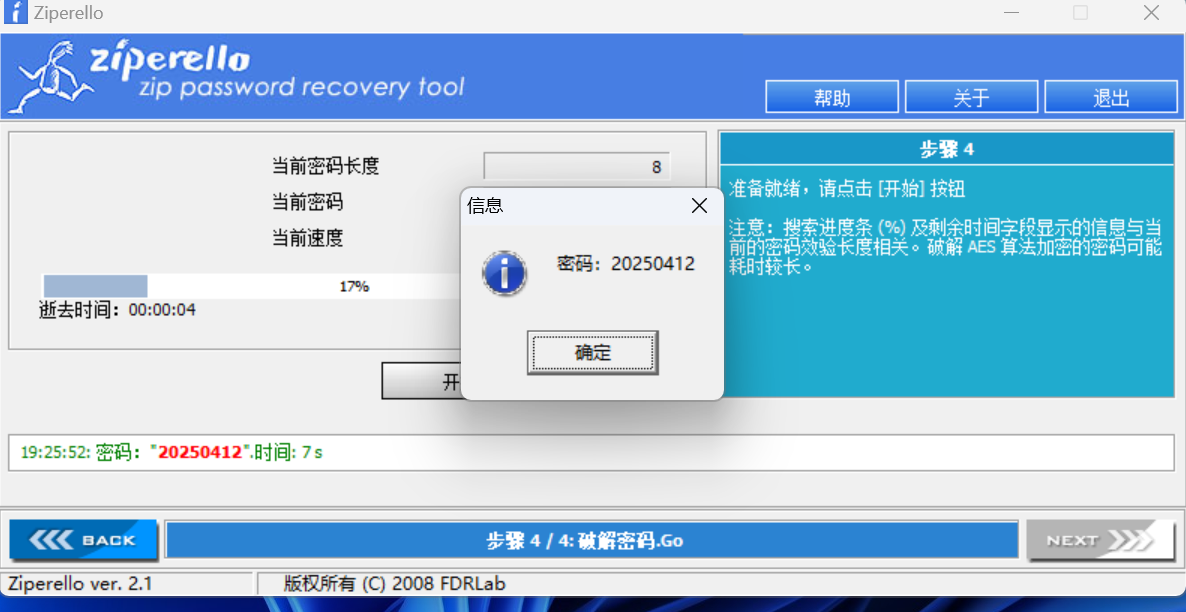 Ziperello
ziperello
zip password recovery tool
帮助
关于
退出
当前密码长度
8
当前密码
当前速度
17%
逝去时间：00:00:04
开
信息
密码：20250412
确定
步骤 4
准备就绪，请点击 [开始] 按钮
注意：搜索进度条 (%) 及剩余时间字段显示的信息与当
前的密码效验长度相关。破解 AES 算法加密的密码可能
耗时较长。
19:25:52: 密码："20250412".时间: 7 s
BACK
步骤 4 / 4: 破解密码.Go
NEXT
Ziperello ver. 2.1
版权所有 (C) 2008 FDRLab